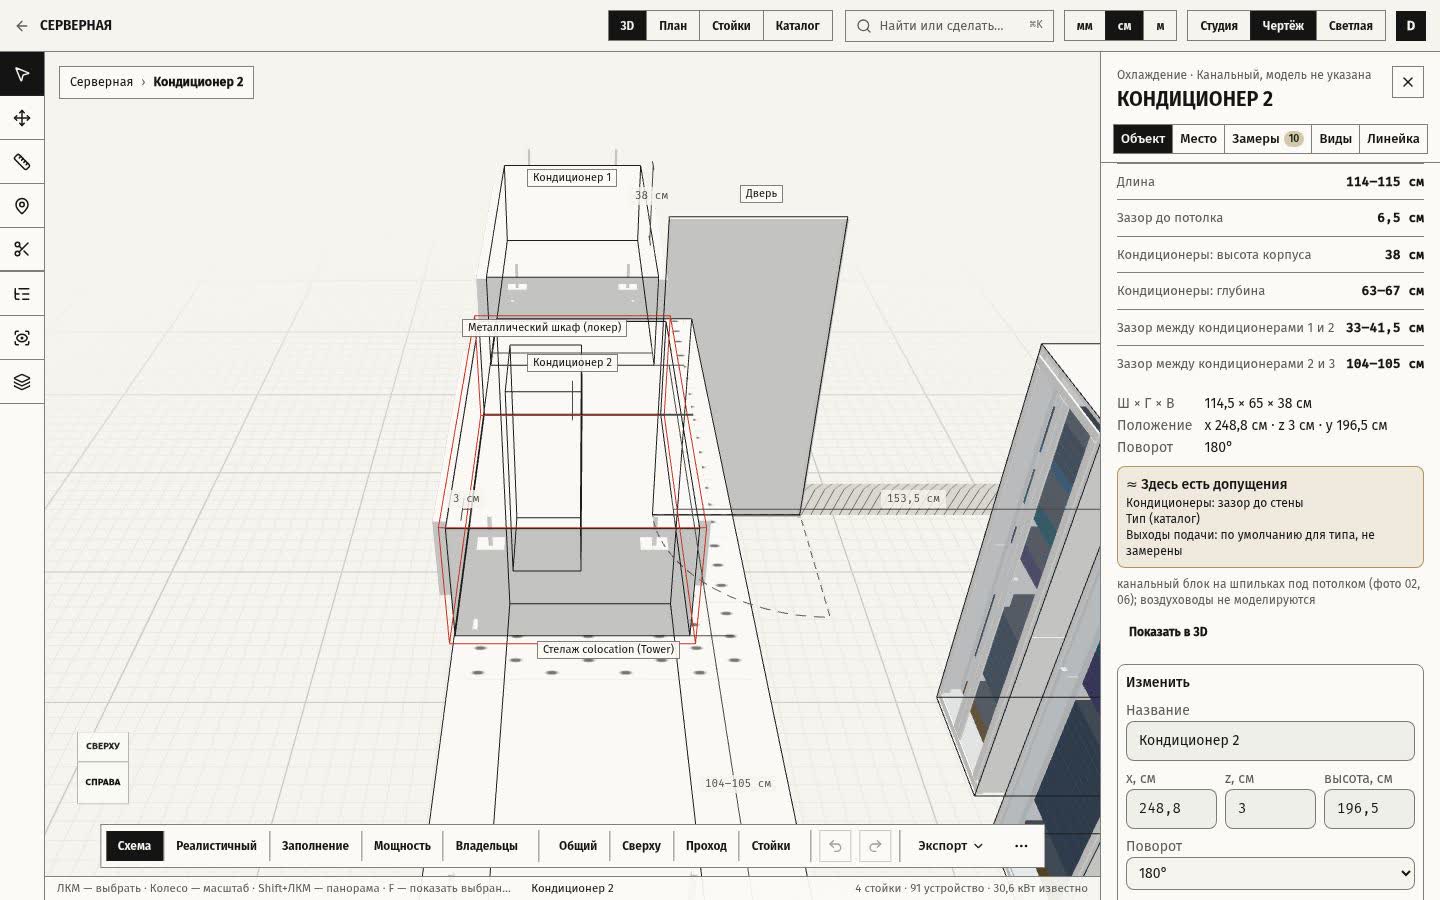 СЕРВЕРНАЯ
3D План Стойки Каталог
Найти или сделать... ⌘K
мм см м
Студия Чертёж Светлая
D
Серверная › Кондиционер 2
Кондиционер 1
38 см
Дверь
Металлический шкаф (локер)
Кондиционер 2
3 см
153,5 см
Стелаж colocation (Tower)
104–105 см
СВЕРХУ
СПРАВА
Схема Реалистичный Заполнение Мощность Владельцы Общий Сверху Проход Стойки Экспорт ...
ЛКМ — выбрать · Колесо — масштаб · Shift+ЛКМ — панорама · F — показать выбран... Кондиционер 2 4 стойки · 91 устройство · 30,6 кВт известно
Охлаждение · Канальный, модель не указана
КОНДИЦИОНЕР 2
Объект Место Замеры 10 Виды Линейка
Длина 114–115 см
Зазор до потолка 6,5 см
Кондиционеры: высота корпуса 38 см
Кондиционеры: глубина 63–67 см
Зазор между кондиционерами 1 и 2 33–41,5 см
Зазор между кондиционерами 2 и 3 104–105 см
Ш × Г × В 114,5 × 65 × 38 см
Положение x 248,8 см · z 3 см · y 196,5 см
Поворот 180°
≈ Здесь есть допущения
Кондиционеры: зазор до стены
Тип (каталог)
Выходы подачи: по умолчанию для типа, не
замерены
канальный блок на шпильках под потолком (фото 02,
06); воздуховоды не моделируются
Показать в 3D
Изменить
Название
Кондиционер 2
x, см z, см высота, см
248,8 3 196,5
Поворот
180°